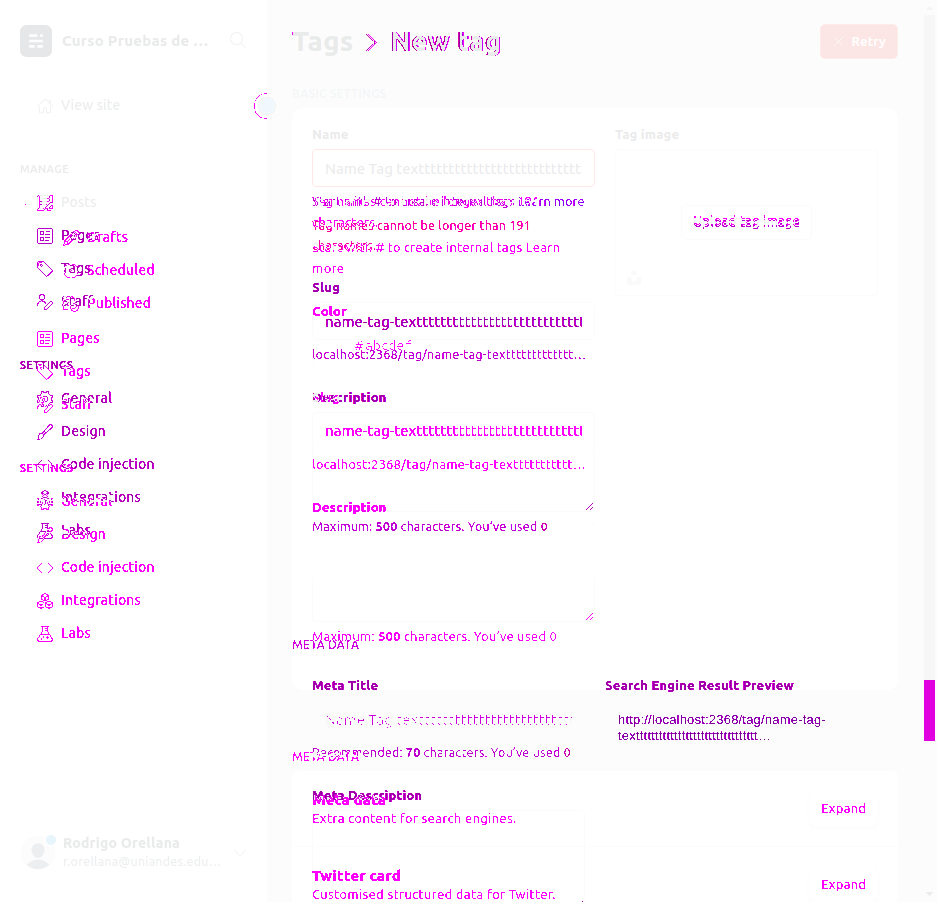 Curso Pruebas de ...
View site
MANAGE
Posts
Pages
Drafts
Tags
Scheduled
Staff
Published
Pages
SETTINGS
Tags
General
Staff
Design
Code injection
SETTINGS
Integrations
General
Labs
Design
Code injection
Integrations
Labs
Rodrigo Orellana
r.orellana@uniandes.edu...
Tags > New tag
Retry
BASIC SETTINGS
Name
Name Tag textttttttttttttttttttttttttt
Tag names cannot be longer than 191
characters.
Start with # to create internal tags Learn
more
Slug
Color
name-tag-texttttttttttttttttttttttttttt
#abcdef
localhost:2368/tag/name-tag-texttttttttttttt...
Description
Slug
name-tag-texttttttttttttttttttttttttttt
localhost:2368/tag/name-tag-textttttttttt...
Description
Maximum: 500 characters. You've used 0
Maximum: 500 characters. You've used 0
Tag image
Upload tag image
META DATA
Meta Title
Name Tag textttttttttttttttttttttttttt
Recommended: 70 characters. You've used 0
META DATA
Search Engine Result Preview
http://localhost:2368/tag/name-tag-
texttttttttttttttttttttttttttttttttt...
Meta Description
Meta data
Extra content for search engines.
Expand
Twitter card
Customised structured data for Twitter.
Expand